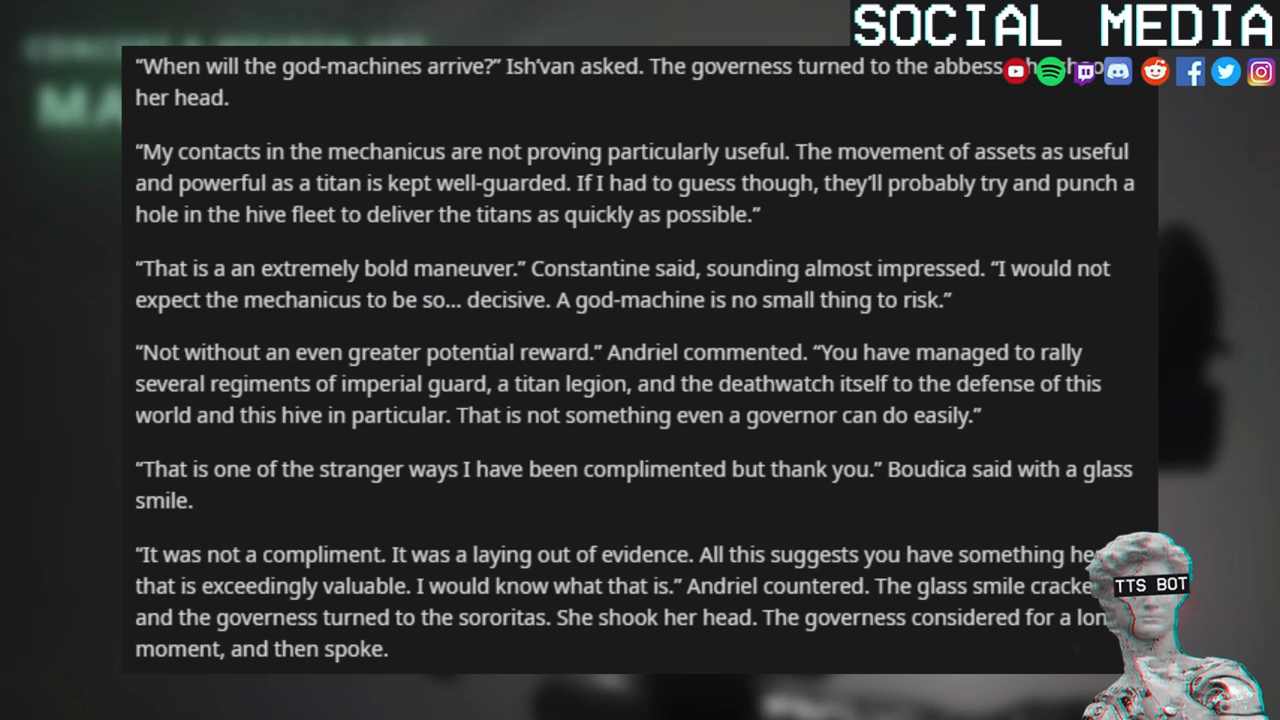 SOCIAL MEDIA
“When will the god-machines arrive?” Ish’van asked. The governess turned to the abbess
her head.
“My contacts in the mechanicus are not proving particularly useful. The movement of assets as useful
and powerful as a titan is kept well-guarded. If I had to guess though, they’ll probably try and punch a
hole in the hive fleet to deliver the titans as quickly as possible.”
“That is a an extremely bold maneuver.” Constantine said, sounding almost impressed. “I would not
expect the mechanicus to be so... decisive. A god-machine is no small thing to risk.”
“Not without an even greater potential reward.” Andriel commented. “You have managed to rally
several regiments of imperial guard, a titan legion, and the deathwatch itself to the defense of this
world and this hive in particular. That is not something even a governor can do easily.”
“That is one of the stranger ways I have been complimented but thank you.” Boudica said with a glass
smile.
“It was not a compliment. It was a laying out of evidence. All this suggests you have something
that is exceedingly valuable. I would know what that is.” Andriel countered. The glass smile
and the governess turned to the sororitas. She shook her head. The governess considered for a
moment, and then spoke.
TTS BOT